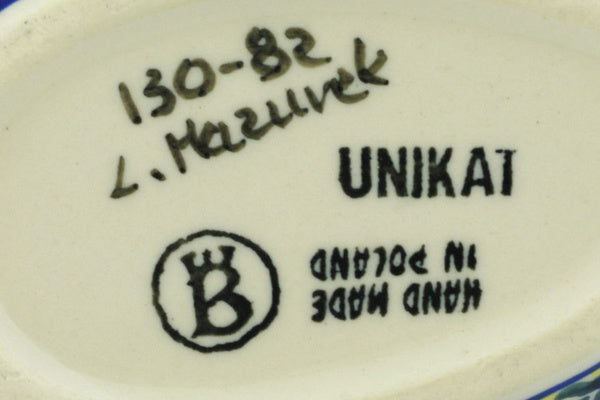 130-82
L. Mazurek
UNIKAT
B
HAND MADE
IN POLAND